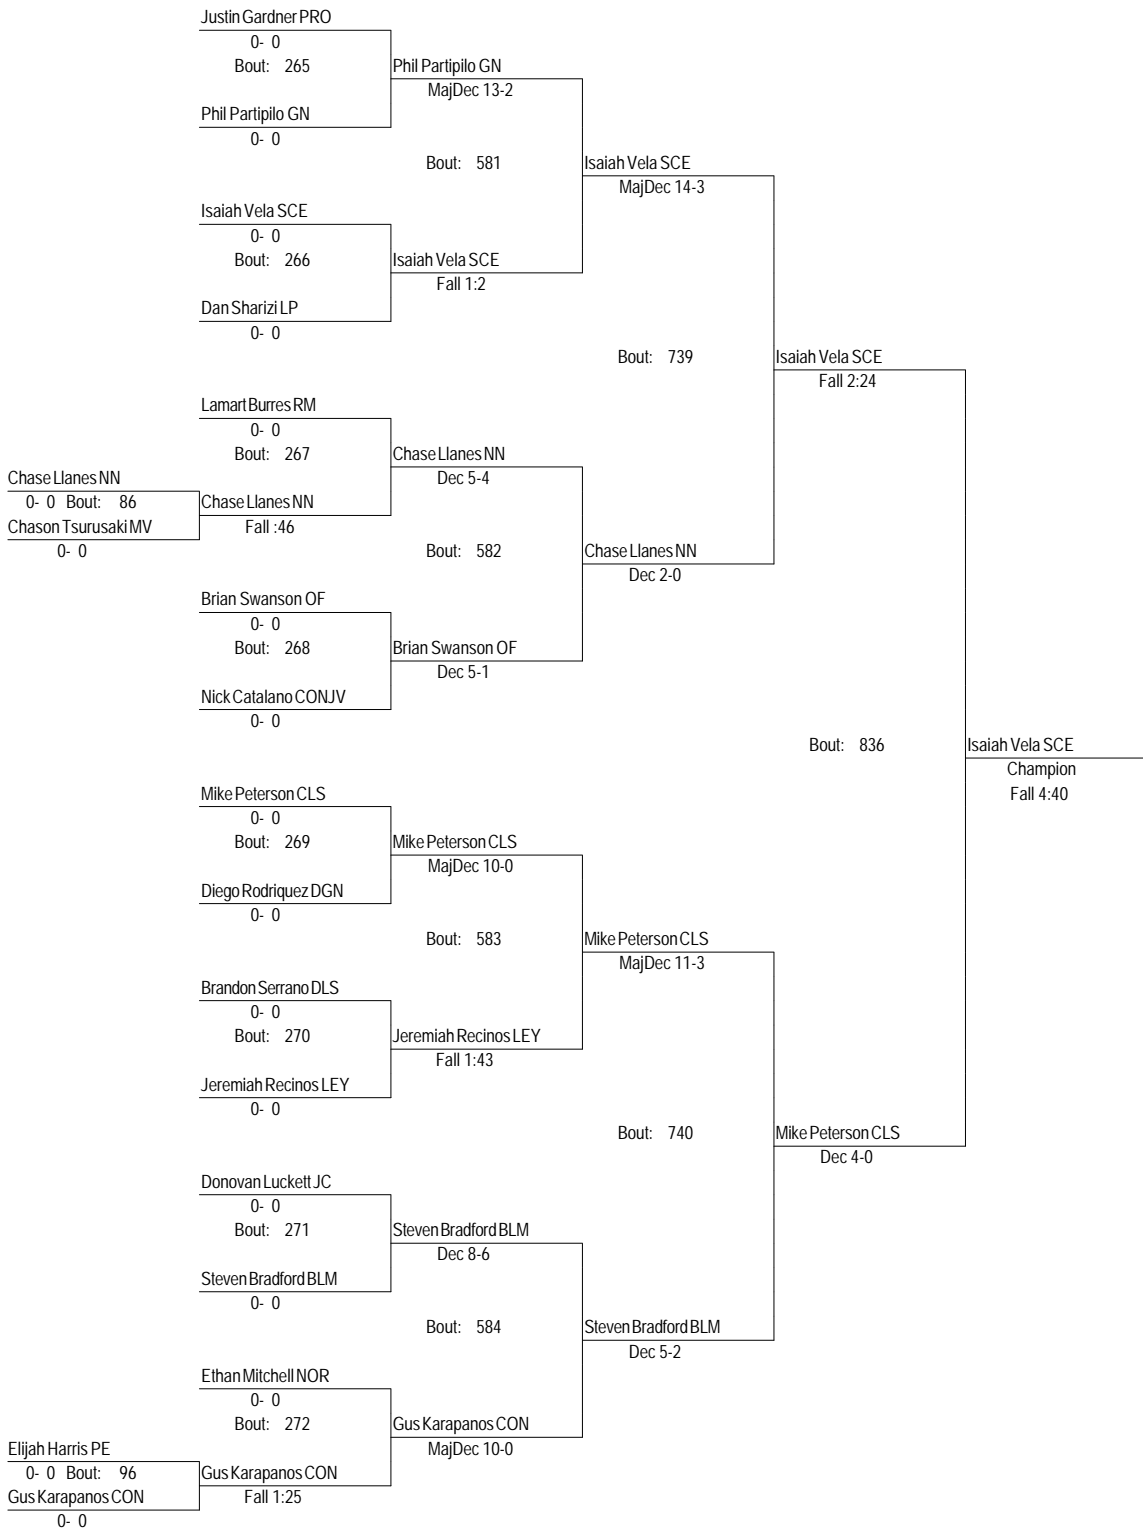 Justin Gardner PRO
0- 0
Bout: 265
Phil Partipilo GN
MajDec 13-2
Phil Partipilo GN
0- 0
Bout: 581
Isaiah Vela SCE
MajDec 14-3
Isaiah Vela SCE
0- 0
Bout: 266
Isaiah Vela SCE
Fall 1:2
Dan Sharizi LP
0- 0
Bout: 739
Isaiah Vela SCE
Fall 2:24
Lamart Burres RM
0- 0
Bout: 267
Chase Llanes NN
Dec 5-4
Chase Llanes NN
0- 0 Bout: 86
Chase Llanes NN
Fall :46
Chason Tsurusaki MV
0- 0
Bout: 582
Chase Llanes NN
Dec 2-0
Brian Swanson OF
0- 0
Bout: 268
Brian Swanson OF
Dec 5-1
Nick Catalano CONJV
0- 0
Bout: 836
Isaiah Vela SCE
Champion
Fall 4:40
Mike Peterson CLS
0- 0
Bout: 269
Mike Peterson CLS
MajDec 10-0
Diego Rodriquez DGN
0- 0
Bout: 583
Mike Peterson CLS
MajDec 11-3
Brandon Serrano DLS
0- 0
Bout: 270
Jeremiah Recinos LEY
Fall 1:43
Jeremiah Recinos LEY
0- 0
Bout: 740
Mike Peterson CLS
Dec 4-0
Donovan Luckett JC
0- 0
Bout: 271
Steven Bradford BLM
Dec 8-6
Steven Bradford BLM
0- 0
Bout: 584
Steven Bradford BLM
Dec 5-2
Ethan Mitchell NOR
0- 0
Bout: 272
Gus Karapanos CON
MajDec 10-0
Elijah Harris PE
0- 0 Bout: 96
Gus Karapanos CON
Fall 1:25
Gus Karapanos CON
0- 0